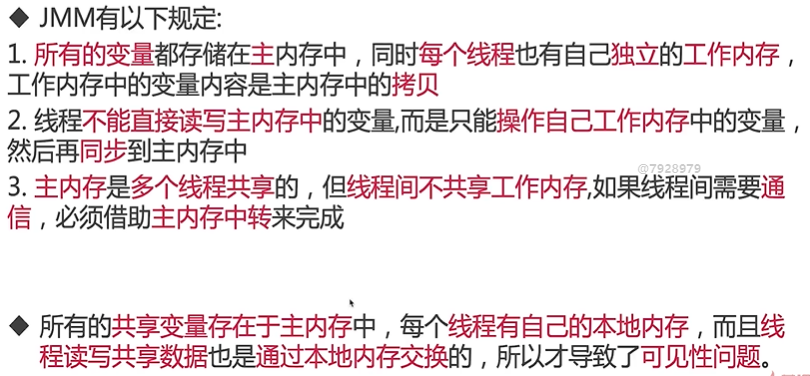 ◆ JMM有以下规定:
1. 所有的变量都存储在主内存中，同时每个线程也有自己独立的工作内存，
工作内存中的变量内容是主内存中的拷贝
2. 线程不能直接读写主内存中的变量,而是只能操作自己工作内存中的变量，
然后再同步到主内存中
@7928979
3. 主内存是多个线程共享的，但线程间不共享工作内存,如果线程间需要通
信，必须借助主内存中转来完成
◆ 所有的共享变量存在于主内存中，每个线程有自己的本地内存，而且线
程读写共享数据也是通过本地内存交换的，所以才导致了可见性问题。